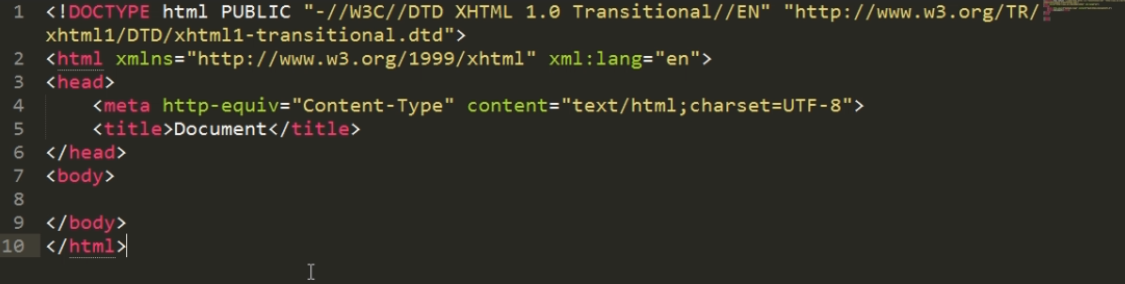 1 <!DOCTYPE html PUBLIC "-//W3C//DTD XHTML 1.0 Transitional//EN" "http://www.w3.org/TR/
xhtml1/DTD/xhtml1-transitional.dtd">
2 <html xmlns="http://www.w3.org/1999/xhtml" xml:lang="en">
3 <head>
4     <meta http-equiv="Content-Type" content="text/html;charset=UTF-8">
5     <title>Document</title>
6 </head>
7 <body>
8
9 </body>
10 </html>